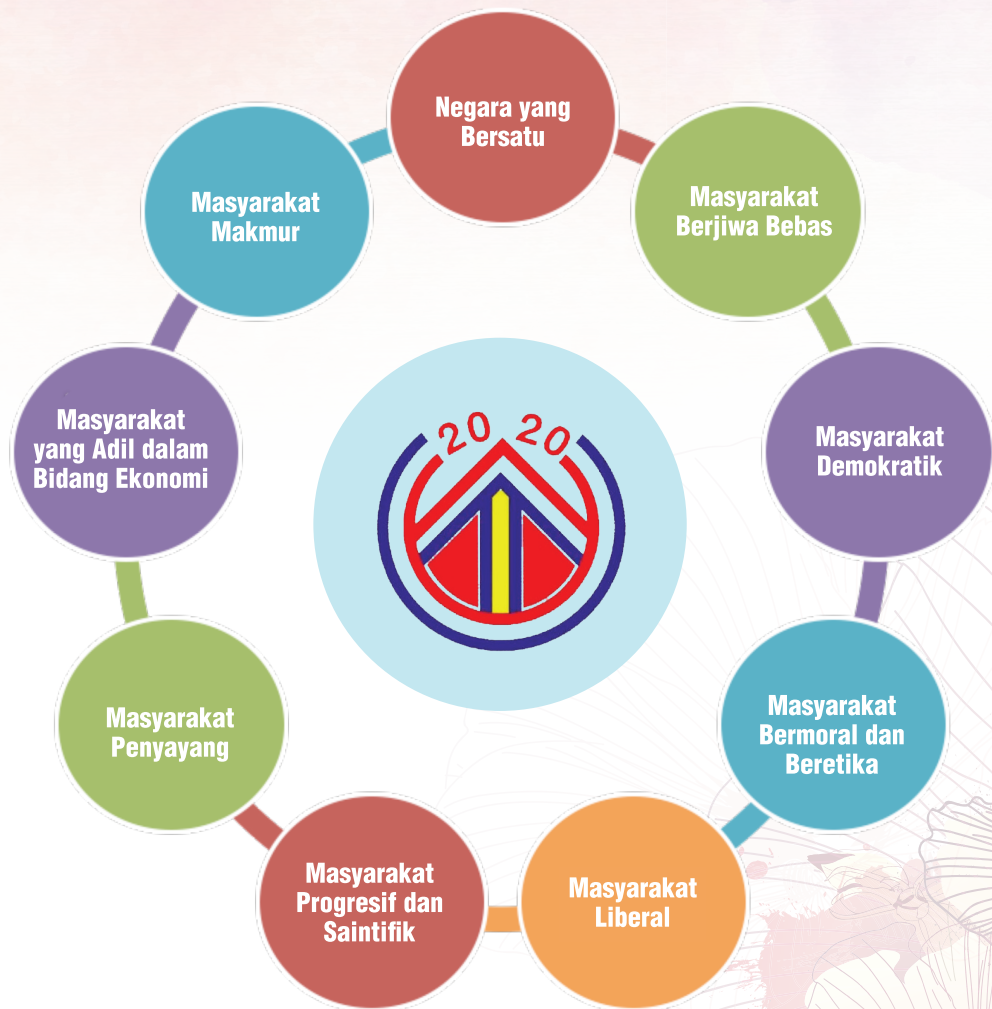 Negara yang
Bersatu
Masyarakat
Berjiwa Bebas
Masyarakat
Demokratik
Masyarakat
Bermoral dan
Beretika
Masyarakat
Liberal
Masyarakat
Progresif dan
Saintifik
Masyarakat
Penyayang
Masyarakat
yang Adil dalam
Bidang Ekonomi
Masyarakat
Makmur
20 20